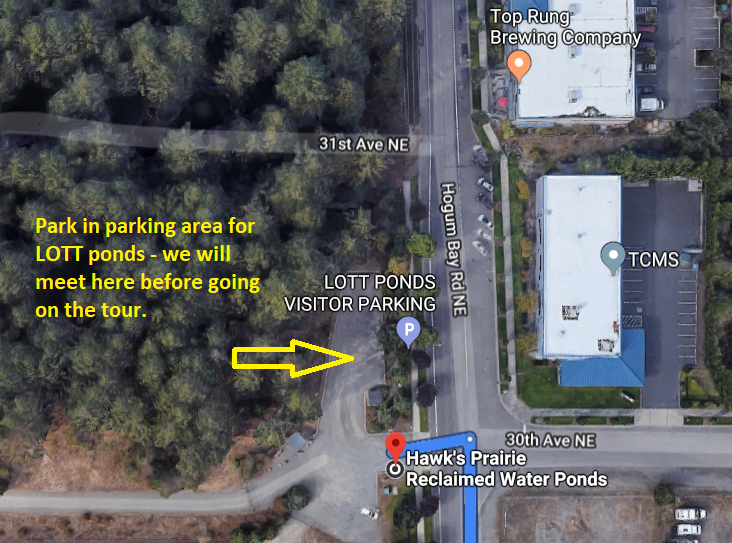 Top Rung
Brewing Company
31st Ave NE
Hogum Bay Rd NE
Park in parking area for
LOTT ponds - we will
meet here before going
on the tour.
TCMS
LOTT PONDS
VISITOR PARKING
P
30th Ave NE
Hawk's Prairie
Reclaimed Water Ponds